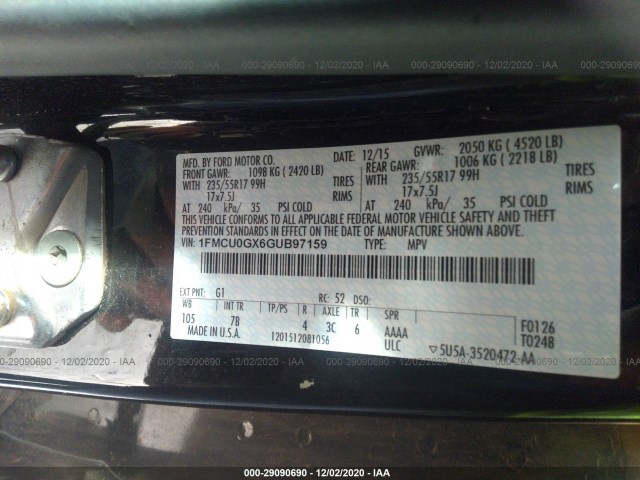 000-29090690 - 12/02/2020 - IAA 000-29090690 - 12/02/2020 - IAA 000-29090690 - 12/02/2020 - IAA
MFD. BY FORD MOTOR CO. DATE: 12/15 GVWR: 2050 KG ( 4520 LB)
FRONT GAWR: 1098 KG ( 2420 LB) REAR GAWR: 1006 KG ( 2218 LB)
WITH 235/55R17 99H TIRES WITH 235/55R17 99H TIRES
17x7.5J RIMS 17x7.5J RIMS
AT 240 kPa/ 35 PSI COLD AT 240 kPa/ 35 PSI COLD
THIS VEHICLE CONFORMS TO ALL APPLICABLE FEDERAL MOTOR VEHICLE SAFETY AND THEFT
PREVENTION STANDARDS IN EFFECT ON THE DATE OF MANUFACTURE SHOWN ABOVE.
VIN: 1FMCU0GX6GUB97159 TYPE: MPV
EXT PNT: G1 RC: 52 DSO:
WB INT TR TP/PS R AXLE TR SPR
105 7B 4 3C 6 AAAA F0126
MADE IN U.S.A. 1201512081056 ULC T0248
5U5A-3520472-AA
000-29090690 - 12/02/2020 - IAA 000-29090690 - 12/02/2020 - IAA 000-29090690 - 12/02/2020 - IAA
000-29090690 - 12/02/2020 - IAA